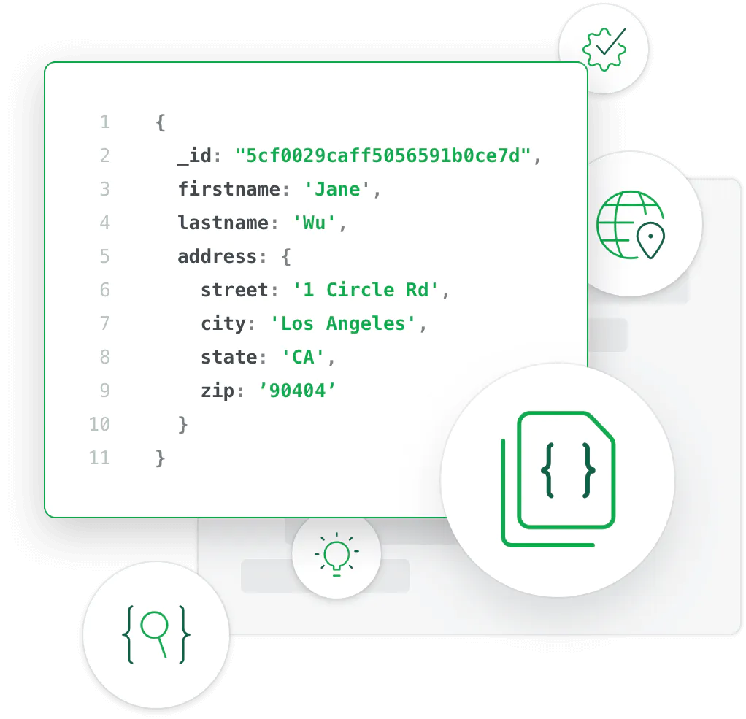 1 {
2 _id: "5cf0029caff5056591b0ce7d",
3 firstname: 'Jane',
4 lastname: 'Wu',
5 address: {
6 street: '1 Circle Rd',
7 city: 'Los Angeles',
8 state: 'CA',
9 zip: ’90404’
10 }
11 }
{ }
{ }